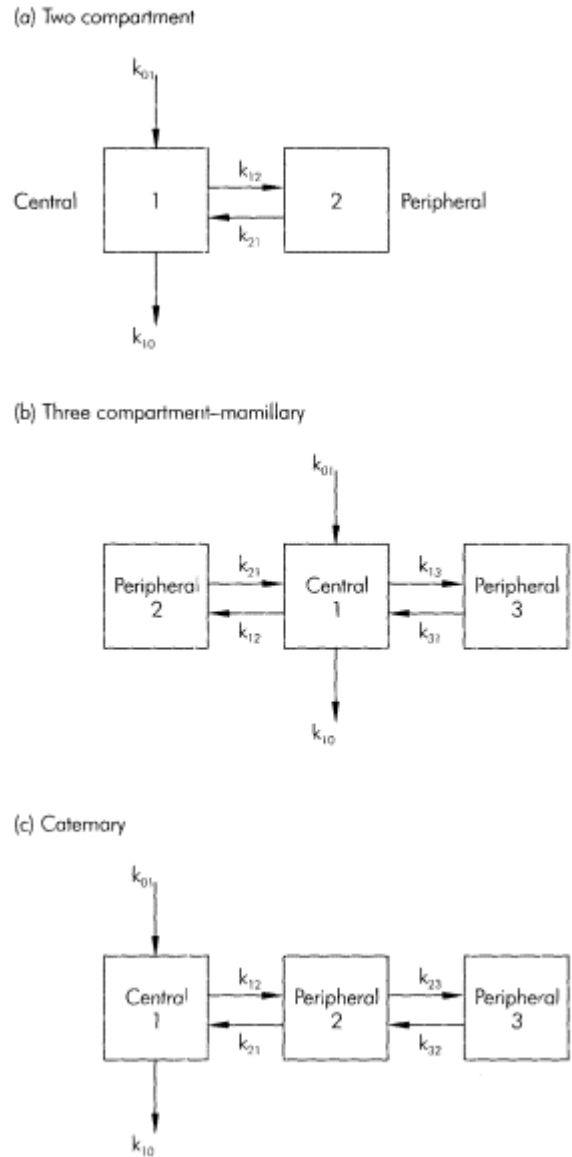 (a) Two compartment
k01
k12
Central 1 2 Peripheral
k21
k10
(b) Three compartment–mamillary
k01
k21 k13
Peripheral Central Peripheral
2 1 3
k12 k31
k10
(c) Caternary
k01
k12 k23
Central Peripheral Peripheral
1 2 3
k21 k32
k10